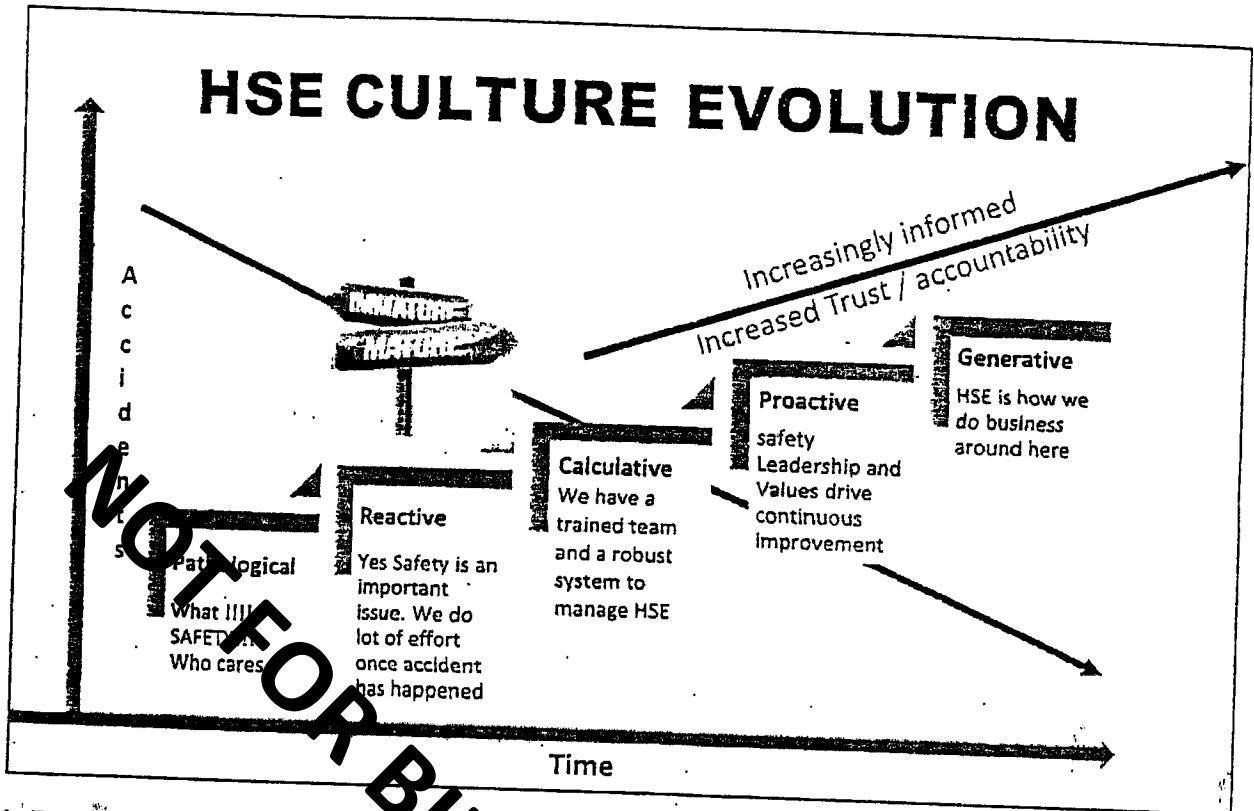 HSE CULTURE EVOLUTION
Accidents
IMMATURE
MATURE
Increasingly informed
Increased Trust / accountability
Pathological
What !!!!
SAFETY!!!
Who cares
Reactive
Yes Safety is an
important
issue. We do
lot of effort
once accident
has happened
Calculative
We have a
trained team
and a robust
system to
manage HSE
Proactive
safety
Leadership and
Values drive
continuous
improvement
Generative
HSE is how we
do business
around here
Time
NOT FOR